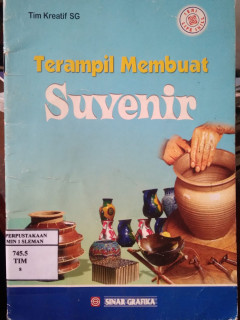 Tim Kreatif SG
Terampil Membuat
Suvenir
PERPUSTAKAAN
MIN 1 SLEMAN
745.5
TIM
s
SINAR GRAFIKA